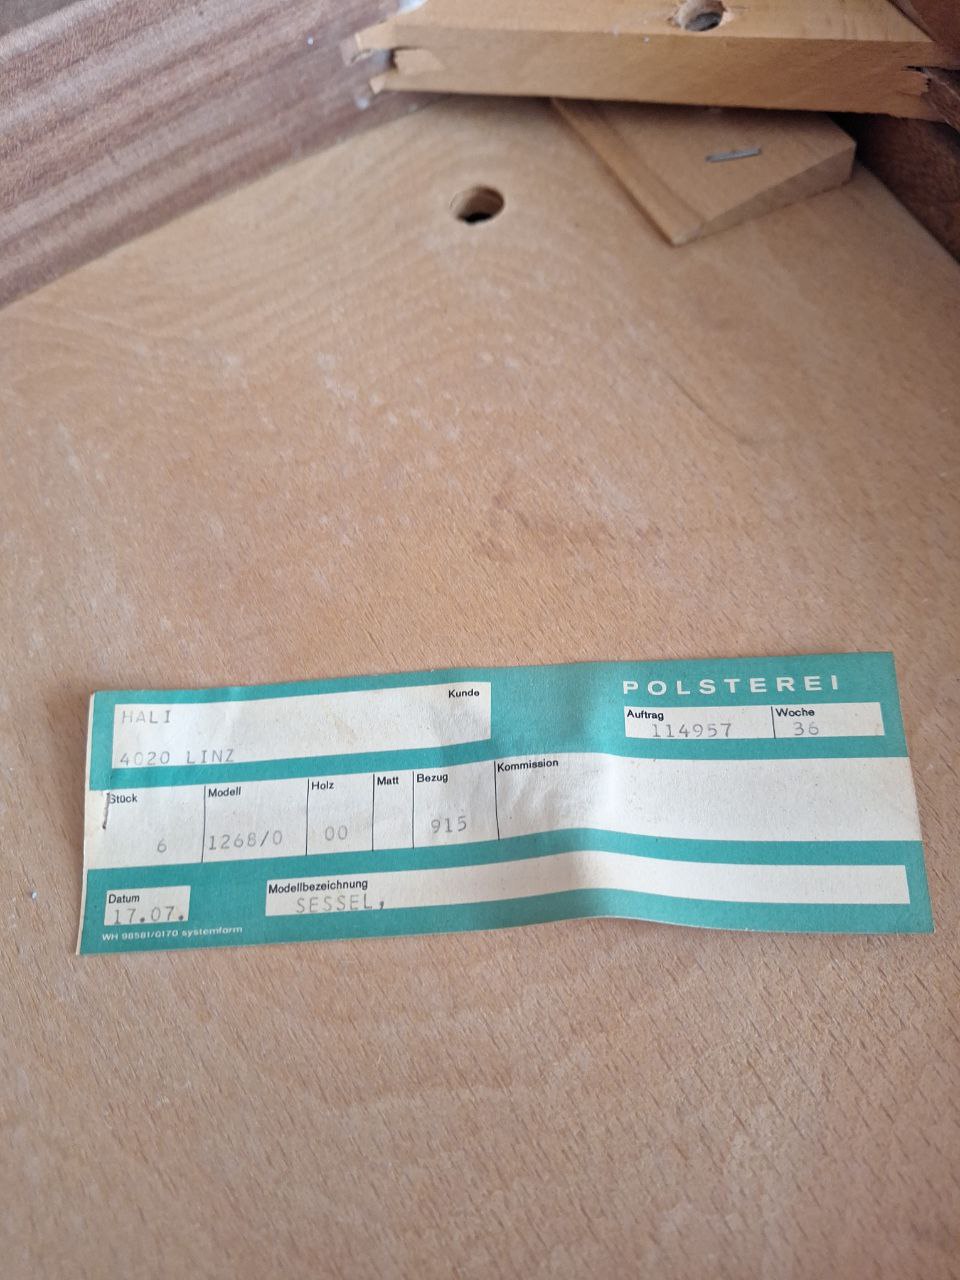 HALI
Kunde
4020 LINZ
POLSTEREI
Auftrag
114957
Woche
36
Stück
6
Modell
1268/0
Holz
00
Matt
Bezug
915
Kommission
Datum
17.07.
Modellbezeichnung
SESSEL,
WH 98581/0170 systemform